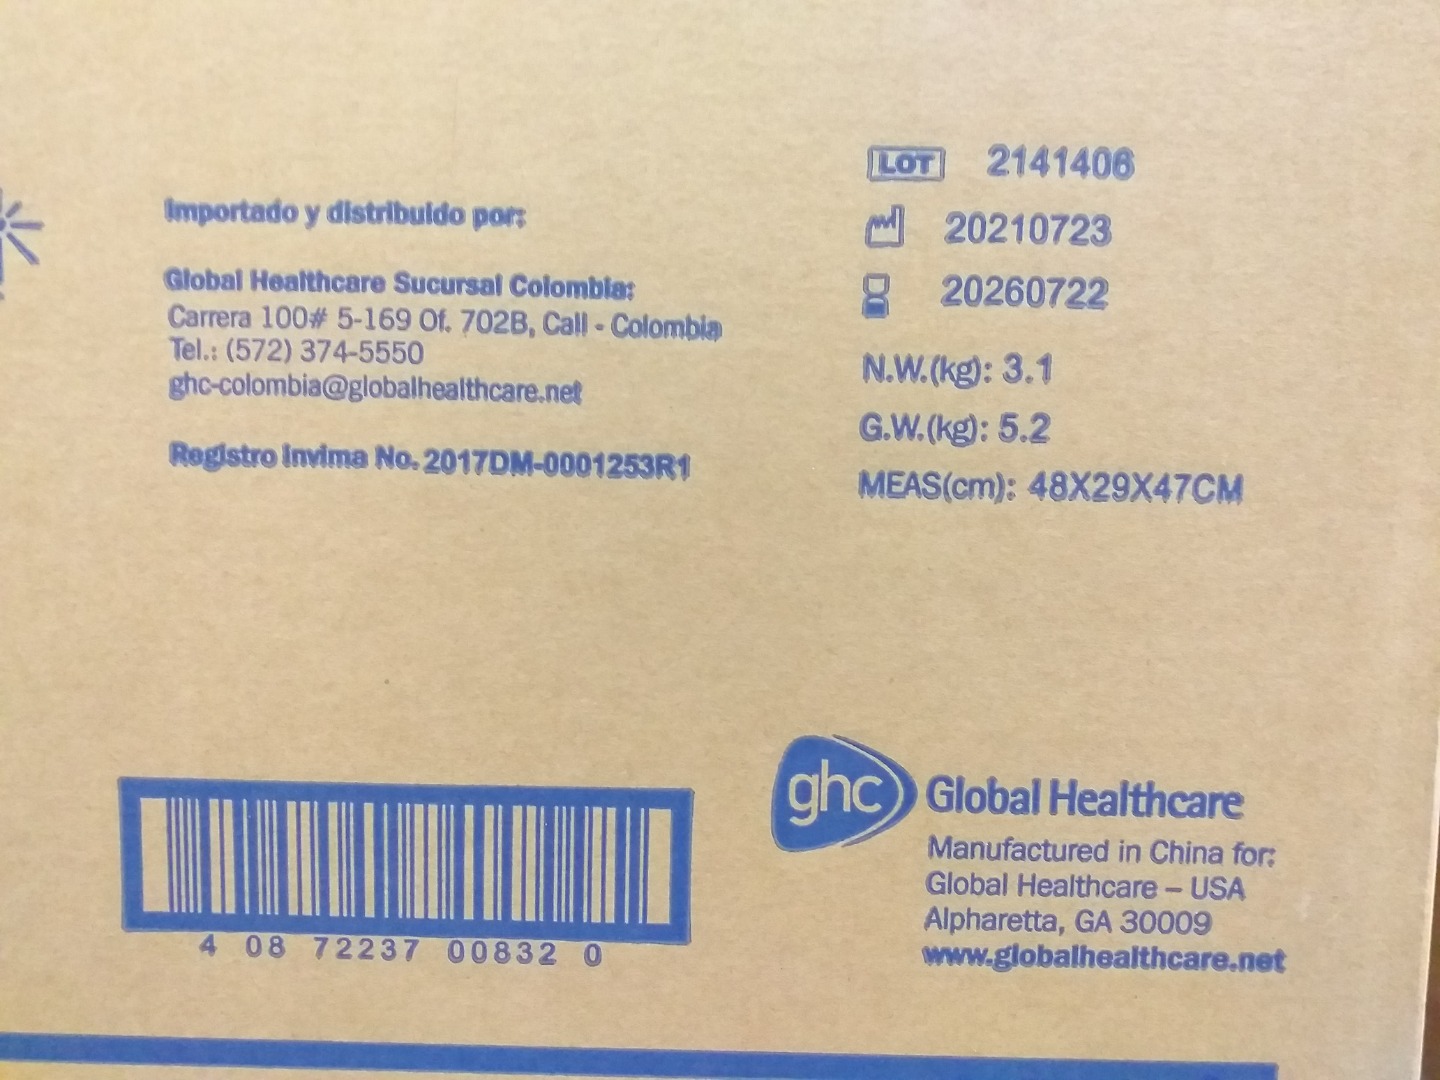 Importado y distribuido por:
Global Healthcare Sucursal Colombia:
Carrera 100# 5-169 Of. 702B, Cali - Colombia
Tel.: (572) 374-5550
ghc-colombia@globalhealthcare.net
Registro Invima No. 2017DM-0001253R1
LOT 2141406
20210723
20260722
N.W.(kg): 3.1
G.W.(kg): 5.2
MEAS(cm): 48X29X47CM
4 08 72237 00832 0
ghc Global Healthcare
Manufactured in China for:
Global Healthcare – USA
Alpharetta, GA 30009
www.globalhealthcare.net